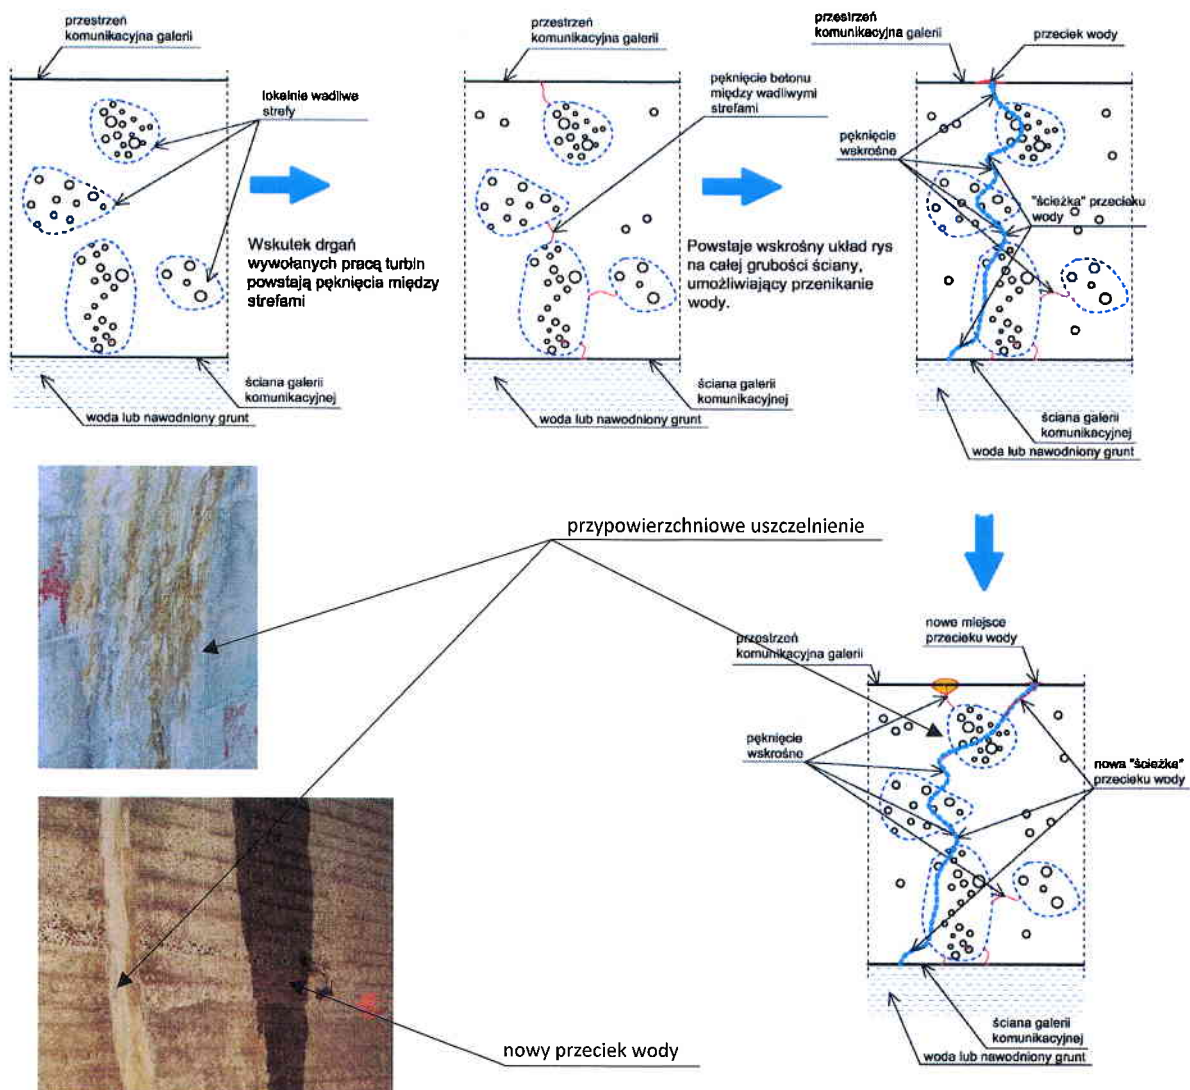 przestrzeń
komunikacyjna galerii
lokalnie wadliwe
strefy
Wskutek drgań
wywołanych pracą turbin
powstają pęknięcia między
strefami
ściana galerii
komunikacyjnej
woda lub nawodniony grunt
przestrzeń
komunikacyjna galerii
pęknięcie betonu
między wadliwymi
strefami
Powstaje wskrośny układ rys
na całej grubości ściany,
umożliwiający przenikanie
wody.
ściana galerii
komunikacyjnej
woda lub nawodniony grunt
przestrzeń
komunikacyjna galerii
przeciek wody
pęknięcie
wskrośne
"ścieżka" przecieku
wody
ściana galerii
komunikacyjnej
woda lub nawodniony grunt
przypowierzchniowe uszczelnienie
nowe miejsce
przecieku wody
przestrzeń
komunikacyjna galerii
pęknięcie
wskrośne
nowa "ścieżka"
przecieku wody
ściana galerii
komunikacyjnej
woda lub nawodniony grunt
nowy przeciek wody